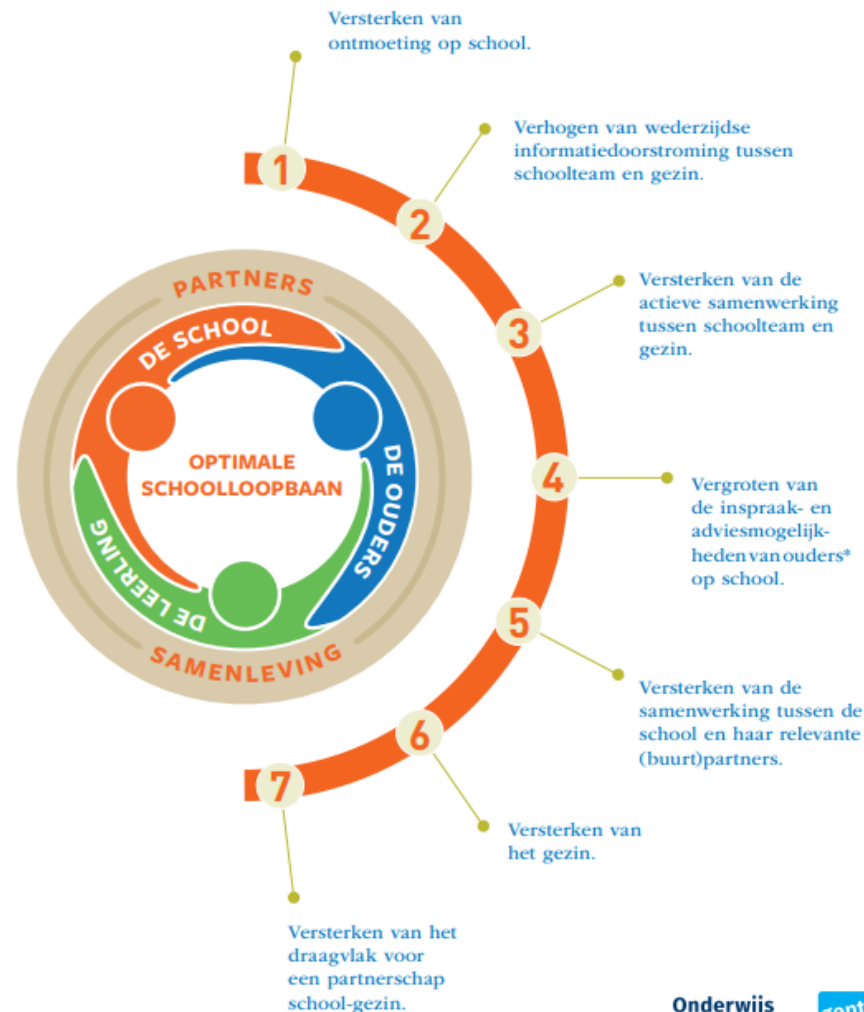 Versterken van
ontmoeting op school.
1
Verhogen van wederzijdse
informatiedoorstroming tussen
schoolteam en gezin.
2
Versterken van de
actieve samenwerking
tussen schoolteam en
gezin.
3
PARTNERS
DE SCHOOL
DE OUDERS
DE LEERLING
OPTIMALE
SCHOOLLOOPBAAN
SAMENLEVING
4
Vergroten van
de inspraak- en
adviesmogelijk-
heden van ouders*
op school.
5
Versterken van de
samenwerking tussen de
school en haar relevante
(buurt)partners.
6
Versterken van
het gezin.
7
Versterken van het
draagvlak voor
een partnerschap
school-gezin.
Onderwijs